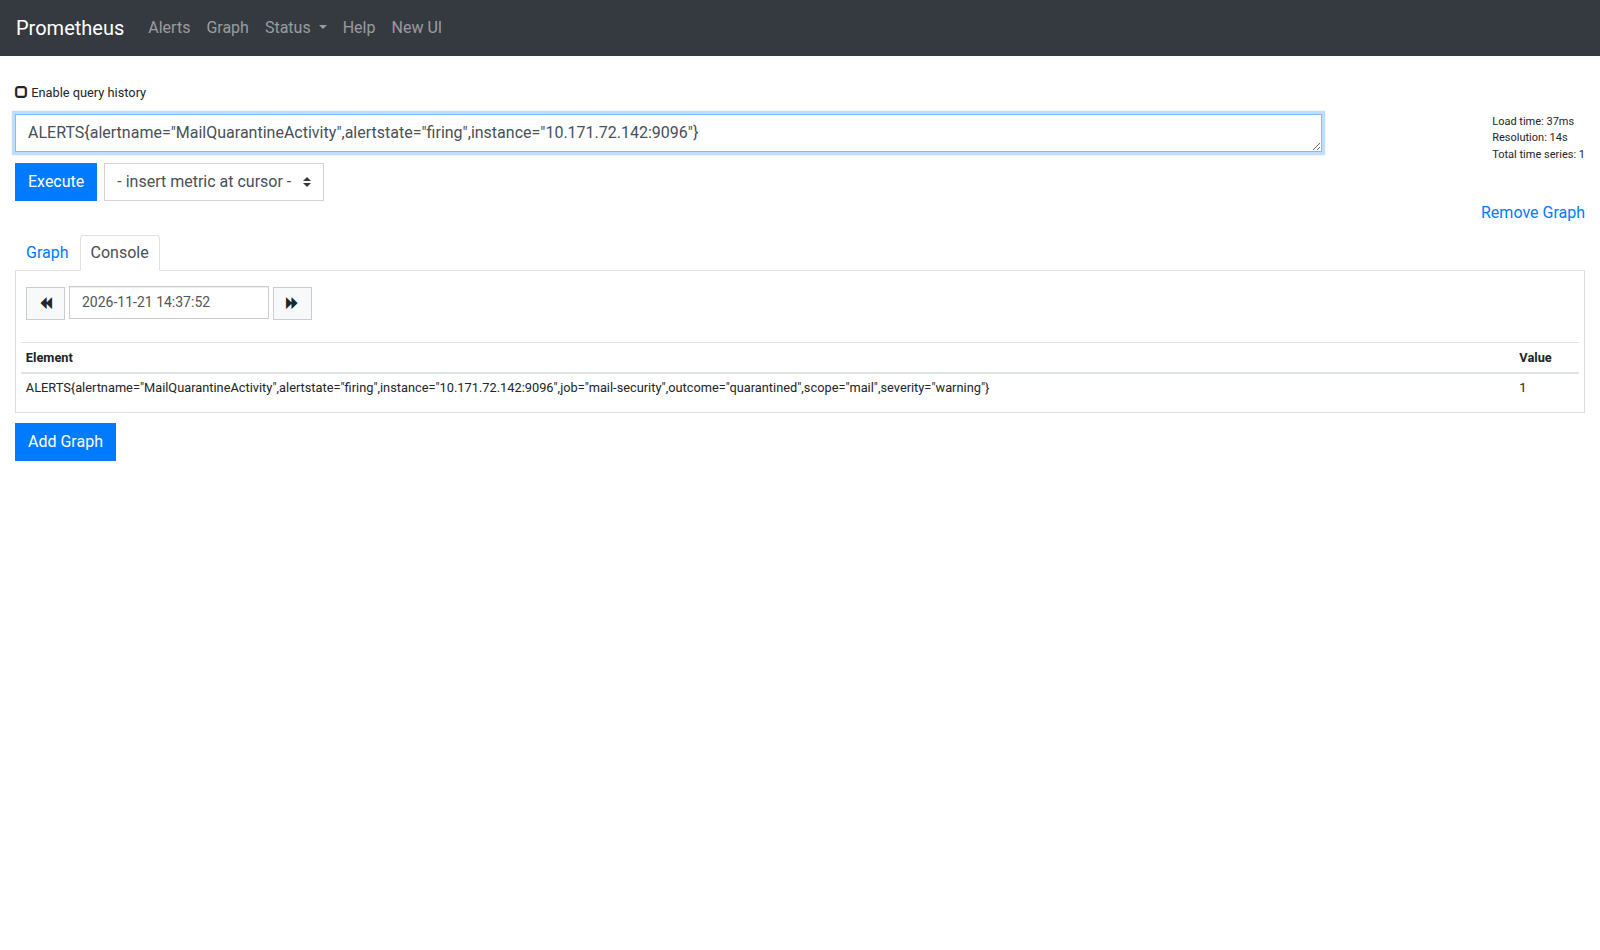 Prometheus Alerts Graph Status Help New UI
Enable query history
ALERTS{alertname="MailQuarantineActivity",alertstate="firing",instance="10.171.72.142:9096"}
Load time: 37ms
Resolution: 14s
Total time series: 1
Execute - insert metric at cursor -
Remove Graph
Graph Console
2026-11-21 14:37:52
Element Value
ALERTS{alertname="MailQuarantineActivity",alertstate="firing",instance="10.171.72.142:9096",job="mail-security",outcome="quarantined",scope="mail",severity="warning"} 1
Add Graph